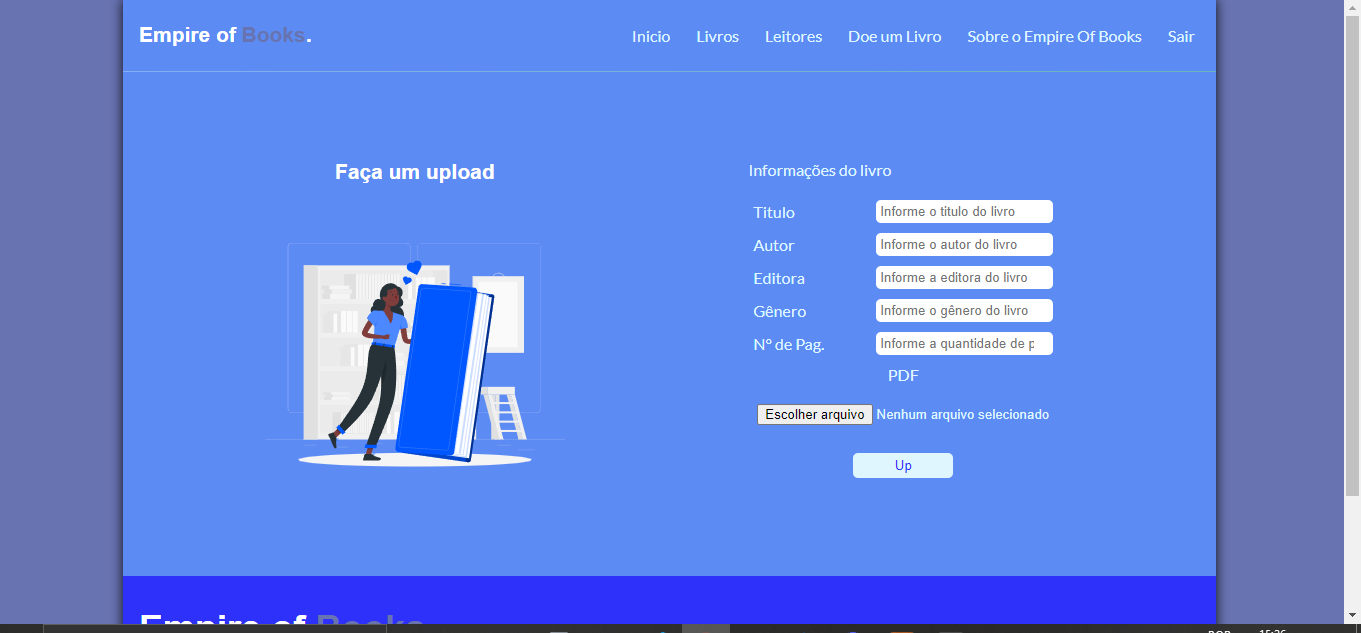 Empire of Books.
Inicio Livros Leitores Doe um Livro Sobre o Empire Of Books Sair
Faça um upload
Informações do livro
Titulo Informe o titulo do livro
Autor Informe o autor do livro
Editora Informe a editora do livro
Gênero Informe o gênero do livro
Nº de Pag. Informe a quantidade de p
PDF
Escolher arquivo Nenhum arquivo selecionado
Up
Empire of Books